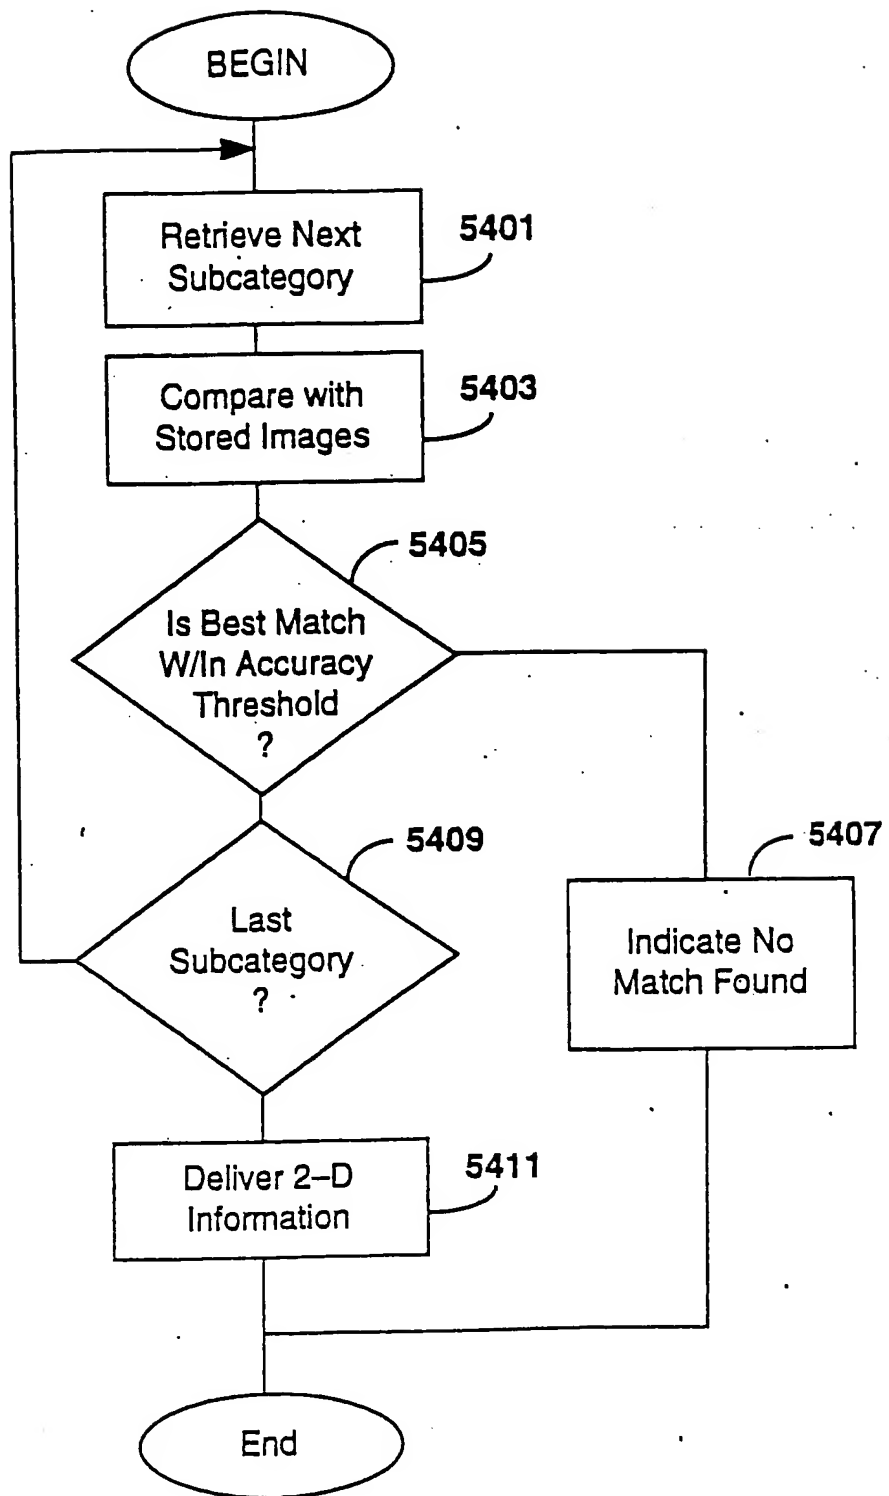 BEGIN
Retrieve Next
Subcategory
5401
Compare with
Stored Images
5403
Is Best Match
W/In Accuracy
Threshold
?
5405
Last
Subcategory
?
5409
Indicate No
Match Found
5407
Deliver 2–D
Information
5411
End